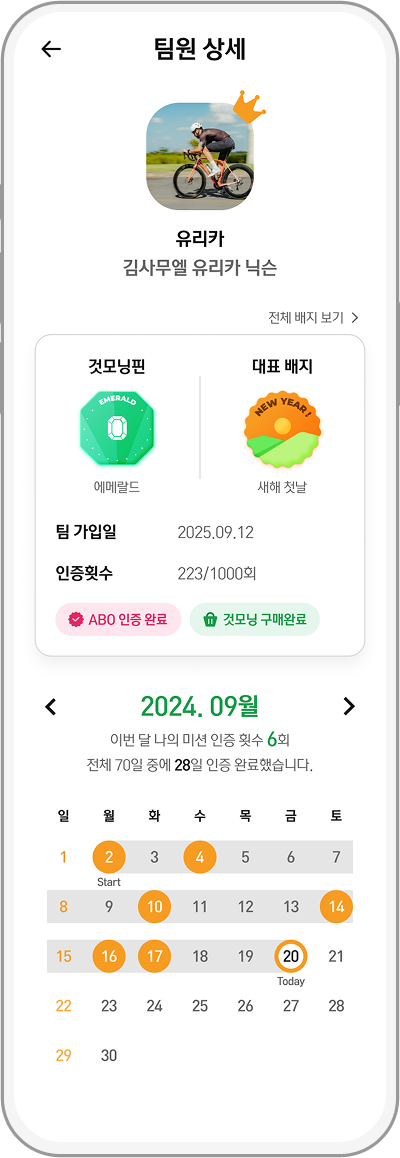 팀원 상세
유리카
김사무엘 유리카 닉슨
전체 배지 보기
것모닝핀 대표 배지
EMERALD NEW YEAR!
에메랄드 새해 첫날
팀 가입일 2025.09.12
인증횟수 223/1000회
ABO 인증 완료 것모닝 구매완료
2024. 09월
이번 달 나의 미션 인증 횟수 6회
전체 70일 중에 28일 인증 완료했습니다.
일 월 화 수 목 금 토
1 2 3 4 5 6 7
Start
8 9 10 11 12 13 14
15 16 17 18 19 20 21
Today
22 23 24 25 26 27 28
29 30